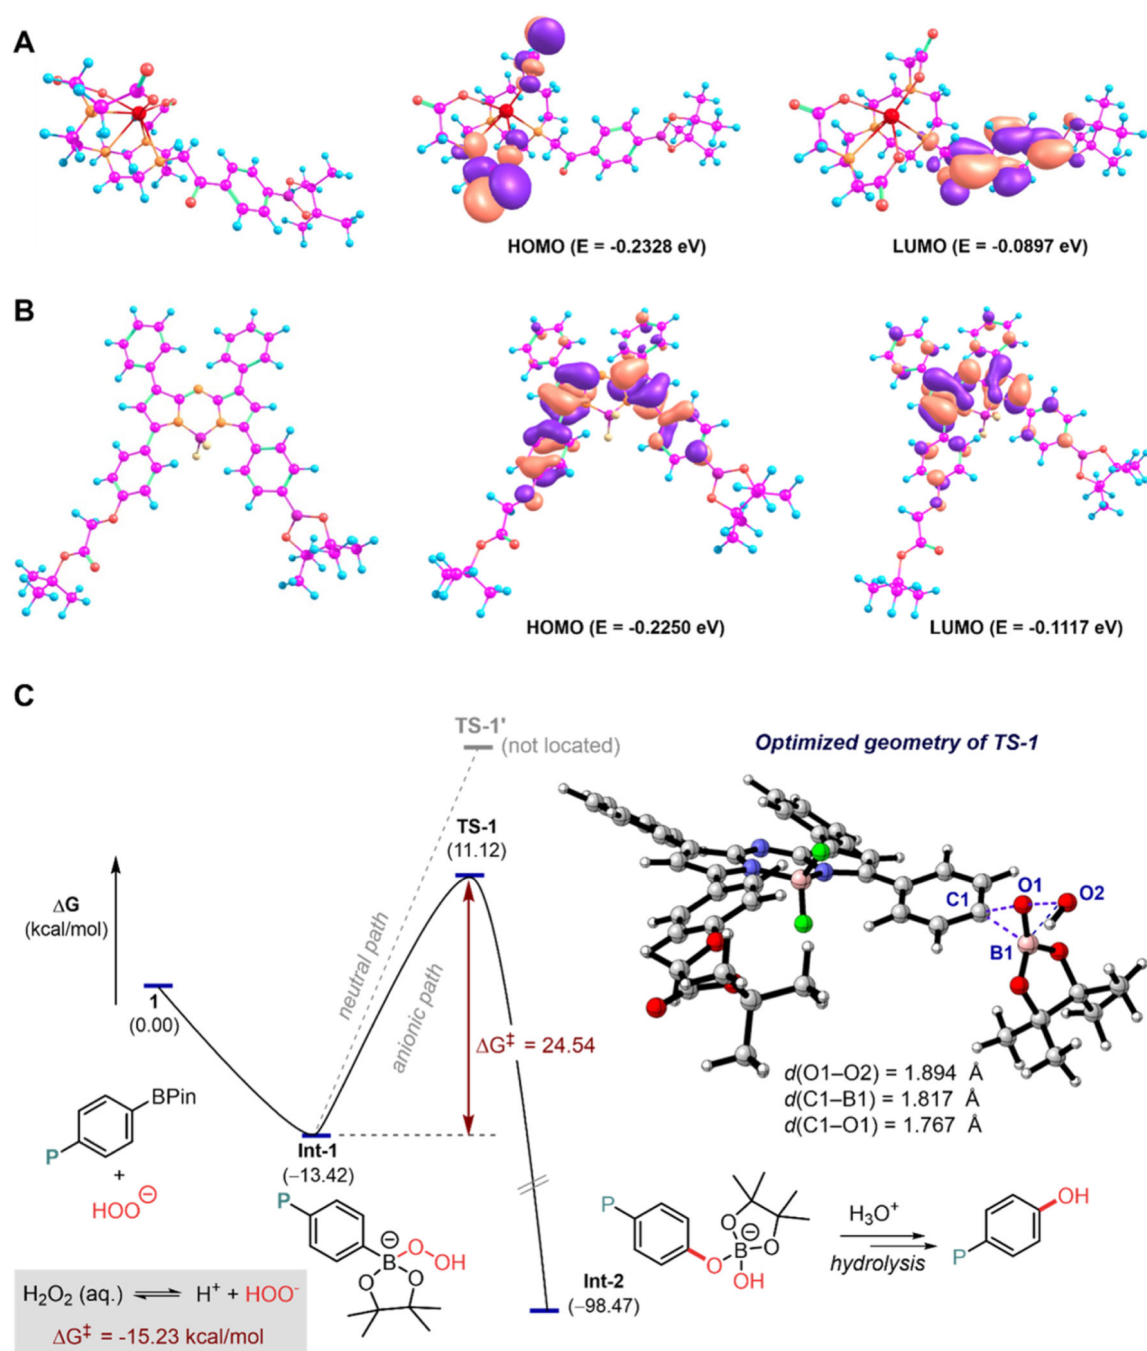 A
HOMO (E = -0.2328 eV)
LUMO (E = -0.0897 eV)
B
HOMO (E = -0.2250 eV)
LUMO (E = -0.1117 eV)
C
TS-1'
(not located)
Optimized geometry of TS-1
TS-1
(11.12)
ΔG
(kcal/mol)
neutral path
anionic path
C1
O1
O2
B1
1
(0.00)
ΔG‡ = 24.54
d(O1–O2) = 1.894 Å
d(C1–B1) = 1.817 Å
d(C1–O1) = 1.767 Å
BPin
P
+
HOO⊖
Int-1
(−13.42)
P
B
⊖
O
OH
O
O
P
O
B
⊖
O
O
OH
H₃O⁺
hydrolysis
OH
P
Int-2
(−98.47)
H₂O₂ (aq.) ⇌ H⁺ + HOO⁻
ΔG‡ = -15.23 kcal/mol